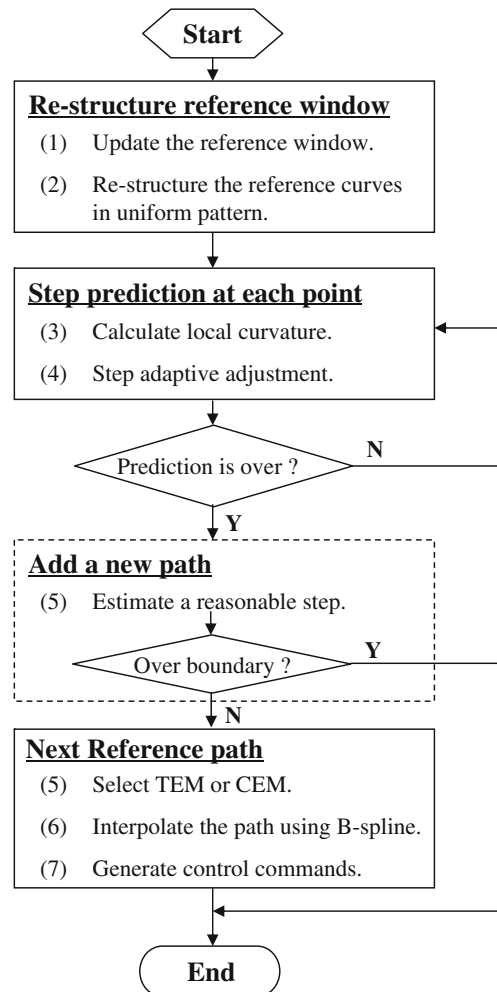 Start
Re-structure reference window
(1) Update the reference window.
(2) Re-structure the reference curves
in uniform pattern.
Step prediction at each point
(3) Calculate local curvature.
(4) Step adaptive adjustment.
Prediction is over ?
N
Y
Add a new path
(5) Estimate a reasonable step.
Over boundary ?
Y
N
Next Reference path
(5) Select TEM or CEM.
(6) Interpolate the path using B-spline.
(7) Generate control commands.
End